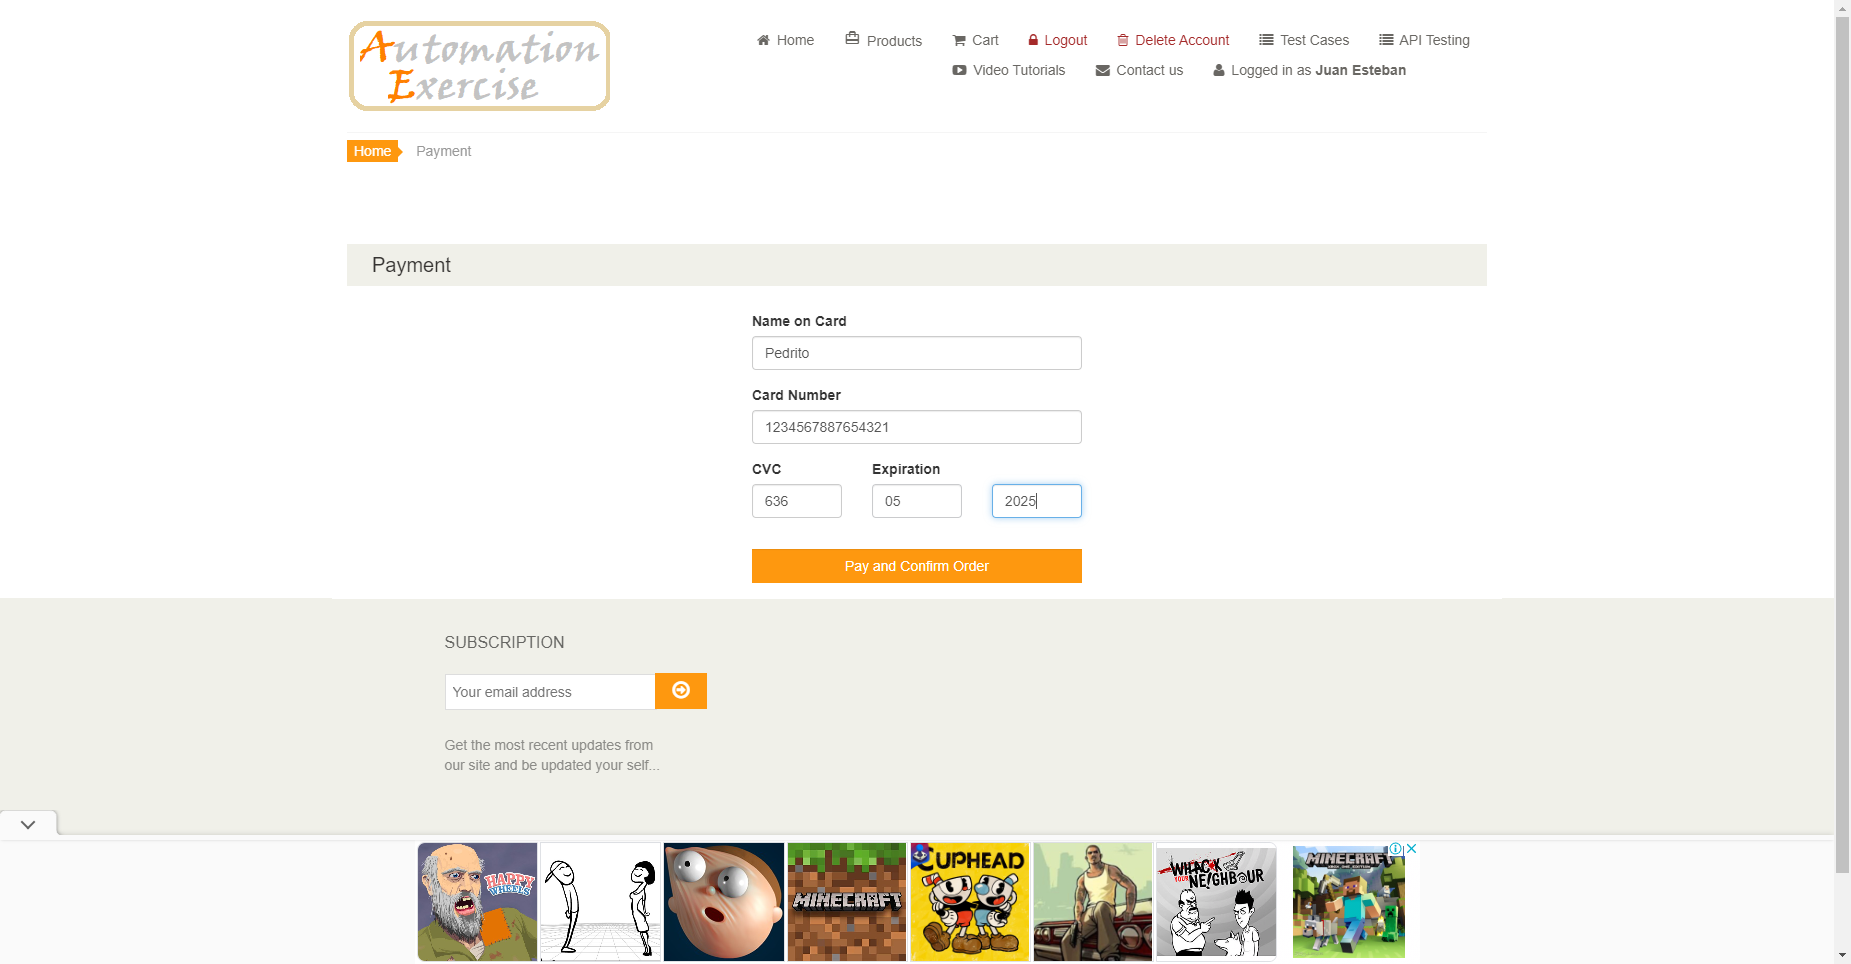 Automation
Exercise
Home
Products
Cart
Logout
Delete Account
Test Cases
API Testing
Video Tutorials
Contact us
Logged in as Juan Esteban
Home
Payment
Payment
Name on Card
Pedrito
Card Number
1234567887654321
CVC
Expiration
636
05
2025
Pay and Confirm Order
SUBSCRIPTION
Your email address
Get the most recent updates from
our site and be updated your self...
HAPPY
WHEELS
MINECRAFT
CUPHEAD
WHACK
YOUR
NE!GHBOUR
MINECRAFT